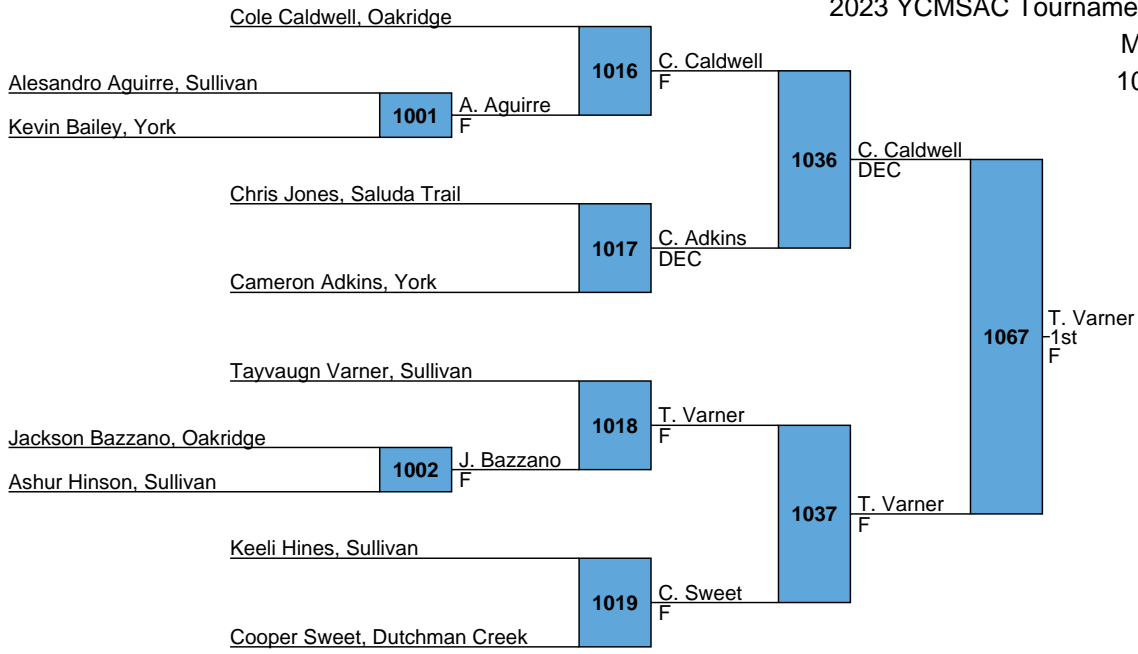 2023 YCMSAC Tourname
M
10
Cole Caldwell, Oakridge
1016
C. Caldwell
F
Alesandro Aguirre, Sullivan
1001
A. Aguirre
F
Kevin Bailey, York
1036
C. Caldwell
DEC
Chris Jones, Saluda Trail
1017
C. Adkins
DEC
Cameron Adkins, York
1067
T. Varner
1st
F
Tayvaugn Varner, Sullivan
1018
T. Varner
F
Jackson Bazzano, Oakridge
1002
J. Bazzano
F
Ashur Hinson, Sullivan
1037
T. Varner
F
Keeli Hines, Sullivan
1019
C. Sweet
F
Cooper Sweet, Dutchman Creek